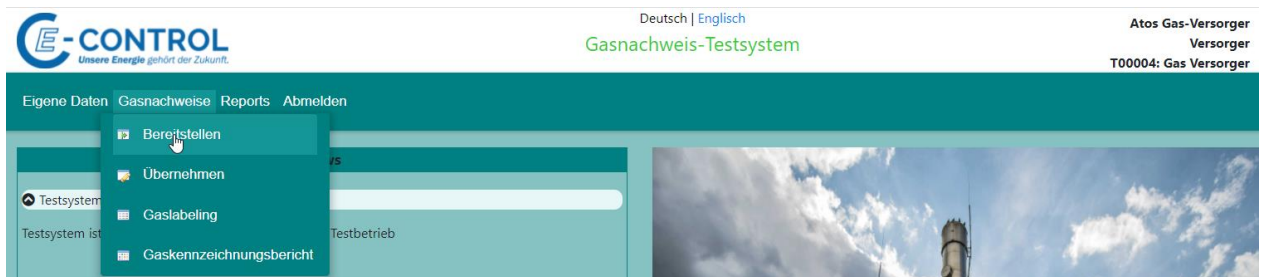 E-CONTROL
Unsere Energie gehört der Zukunft.
Deutsch | Englisch
Gasnachweis-Testsystem
Atos Gas-Versorger
Versorger
T00004: Gas Versorger
Eigene Daten Gasnachweise Reports Abmelden
Bereitstellen
Übernehmen
Testsystem
Gaslabeling
Testsystem ist
Testbetrieb
Gaskennzeichnungsbericht